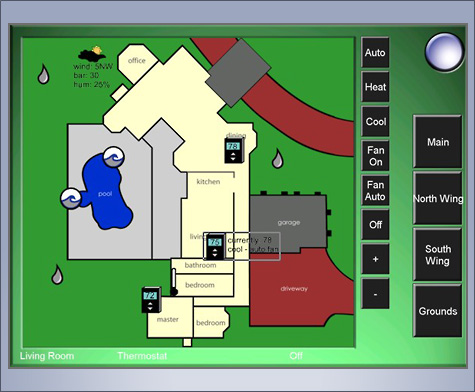 wind: 5NW
bar: 30
hum: 25%
office
dining
78
kitchen
pool
living
75
currently 78
cool - auto fan
garage
bathroom
bedroom
72
master
bedroom
driveway
Living Room
Thermostat
Off
Auto
Heat
Cool
Fan
On
Fan
Auto
Off
+
-
Main
North Wing
South
Wing
Grounds